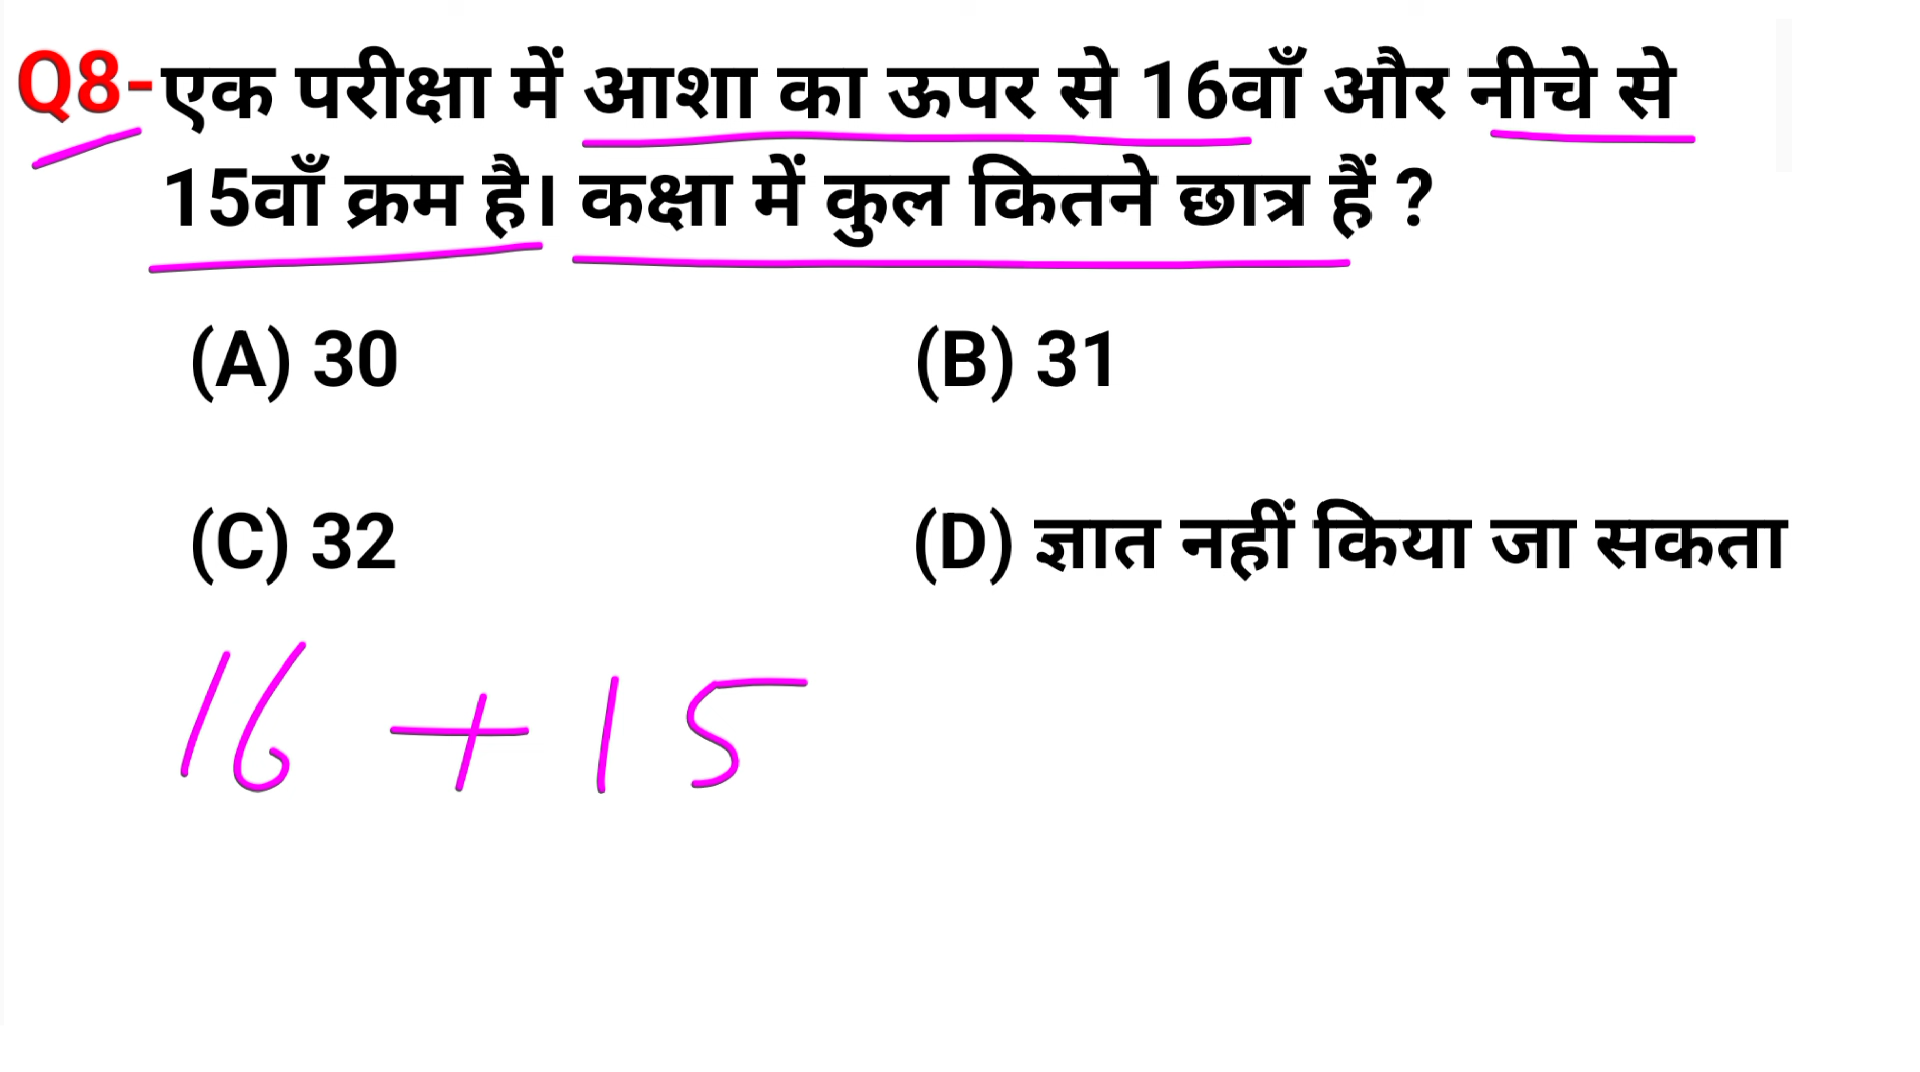 Q8-एक परीक्षा में आशा का ऊपर से 16वाँ और नीचे से
15वाँ क्रम है। कक्षा में कुल कितने छात्र हैं ?
(A) 30 (B) 31
(C) 32 (D) ज्ञात नहीं किया जा सकता
16 + 15